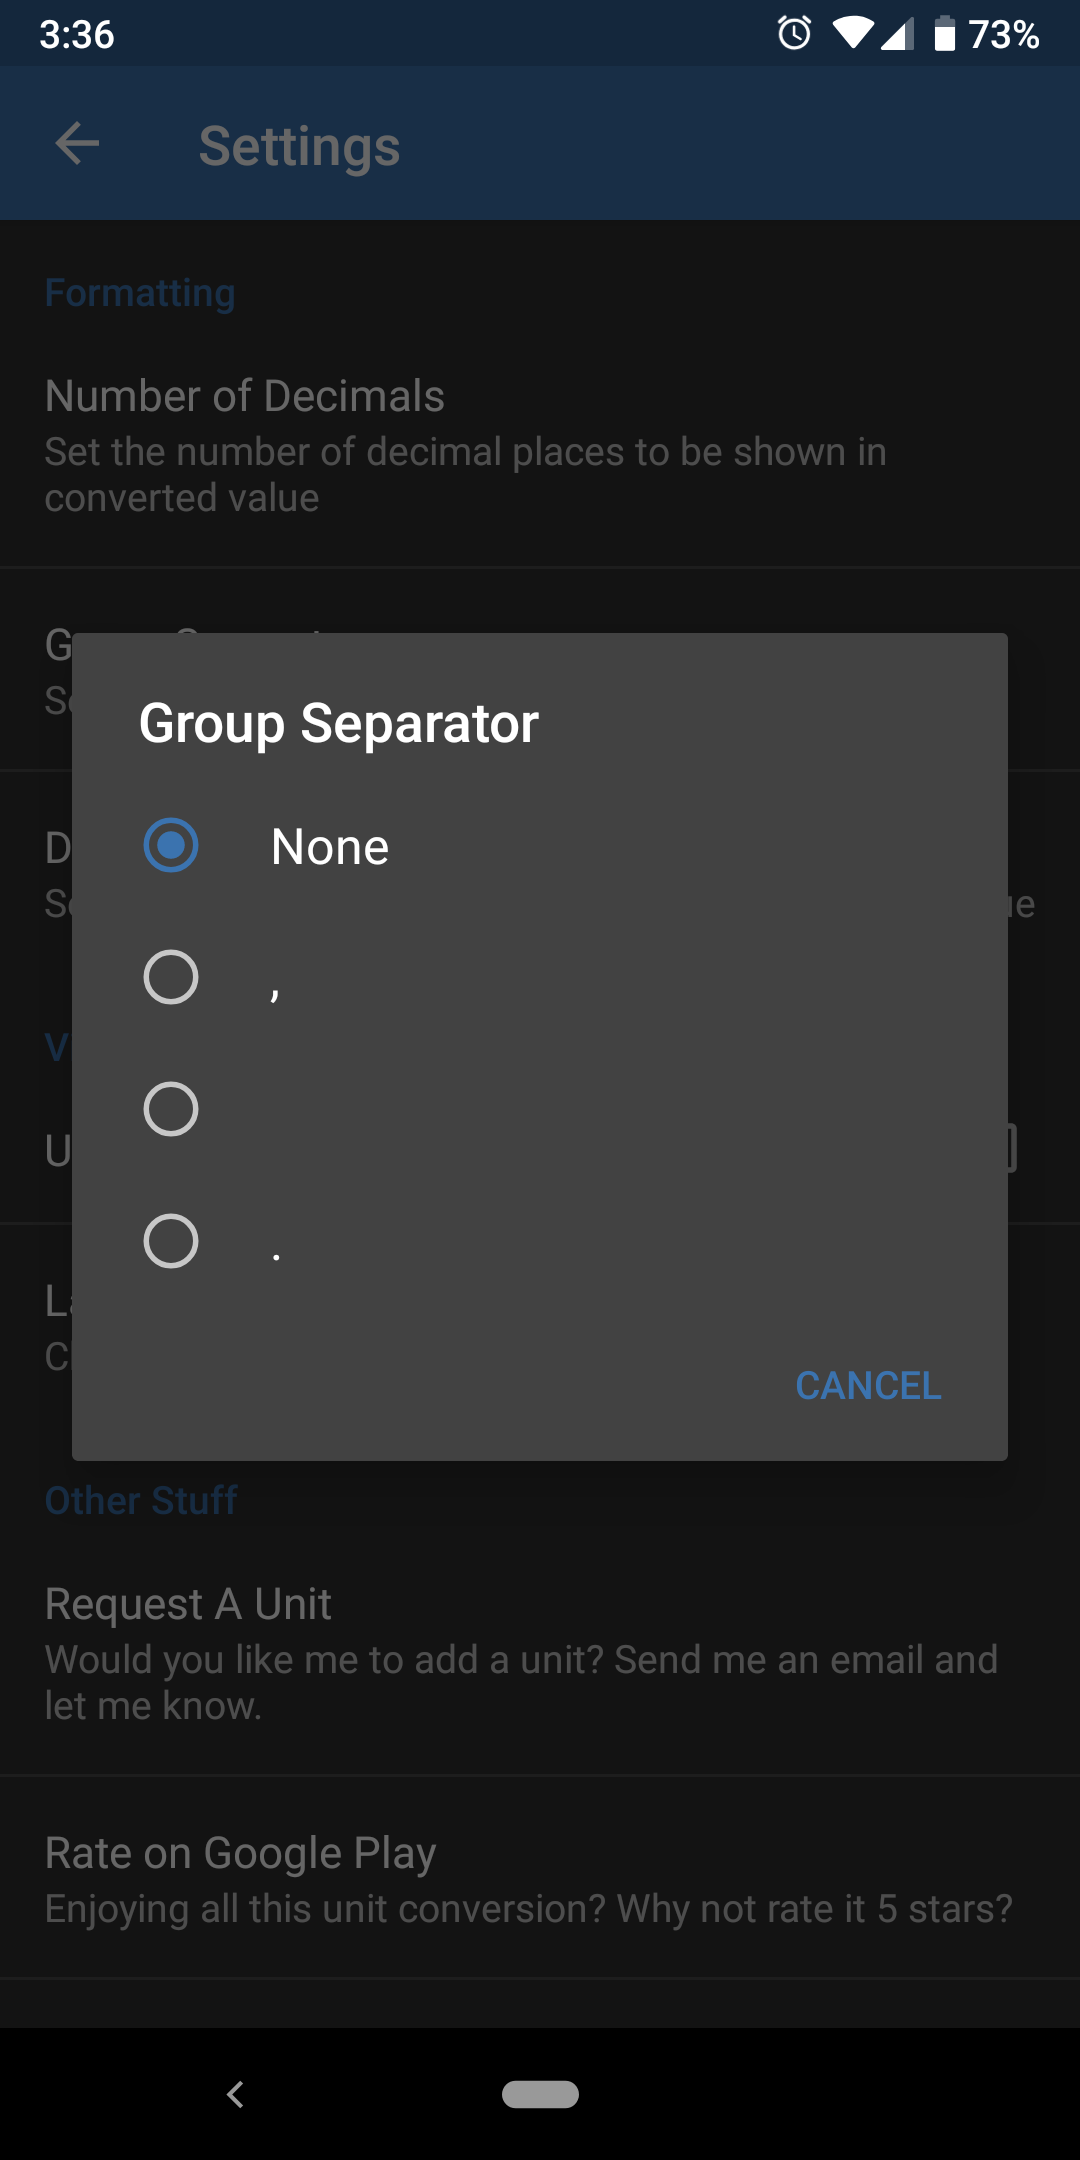 3:36
73%
Settings
Formatting
Number of Decimals
Set the number of decimal places to be shown in
converted value
Group Separator
None
,
.
CANCEL
Other Stuff
Request A Unit
Would you like me to add a unit? Send me an email and
let me know.
Rate on Google Play
Enjoying all this unit conversion? Why not rate it 5 stars?